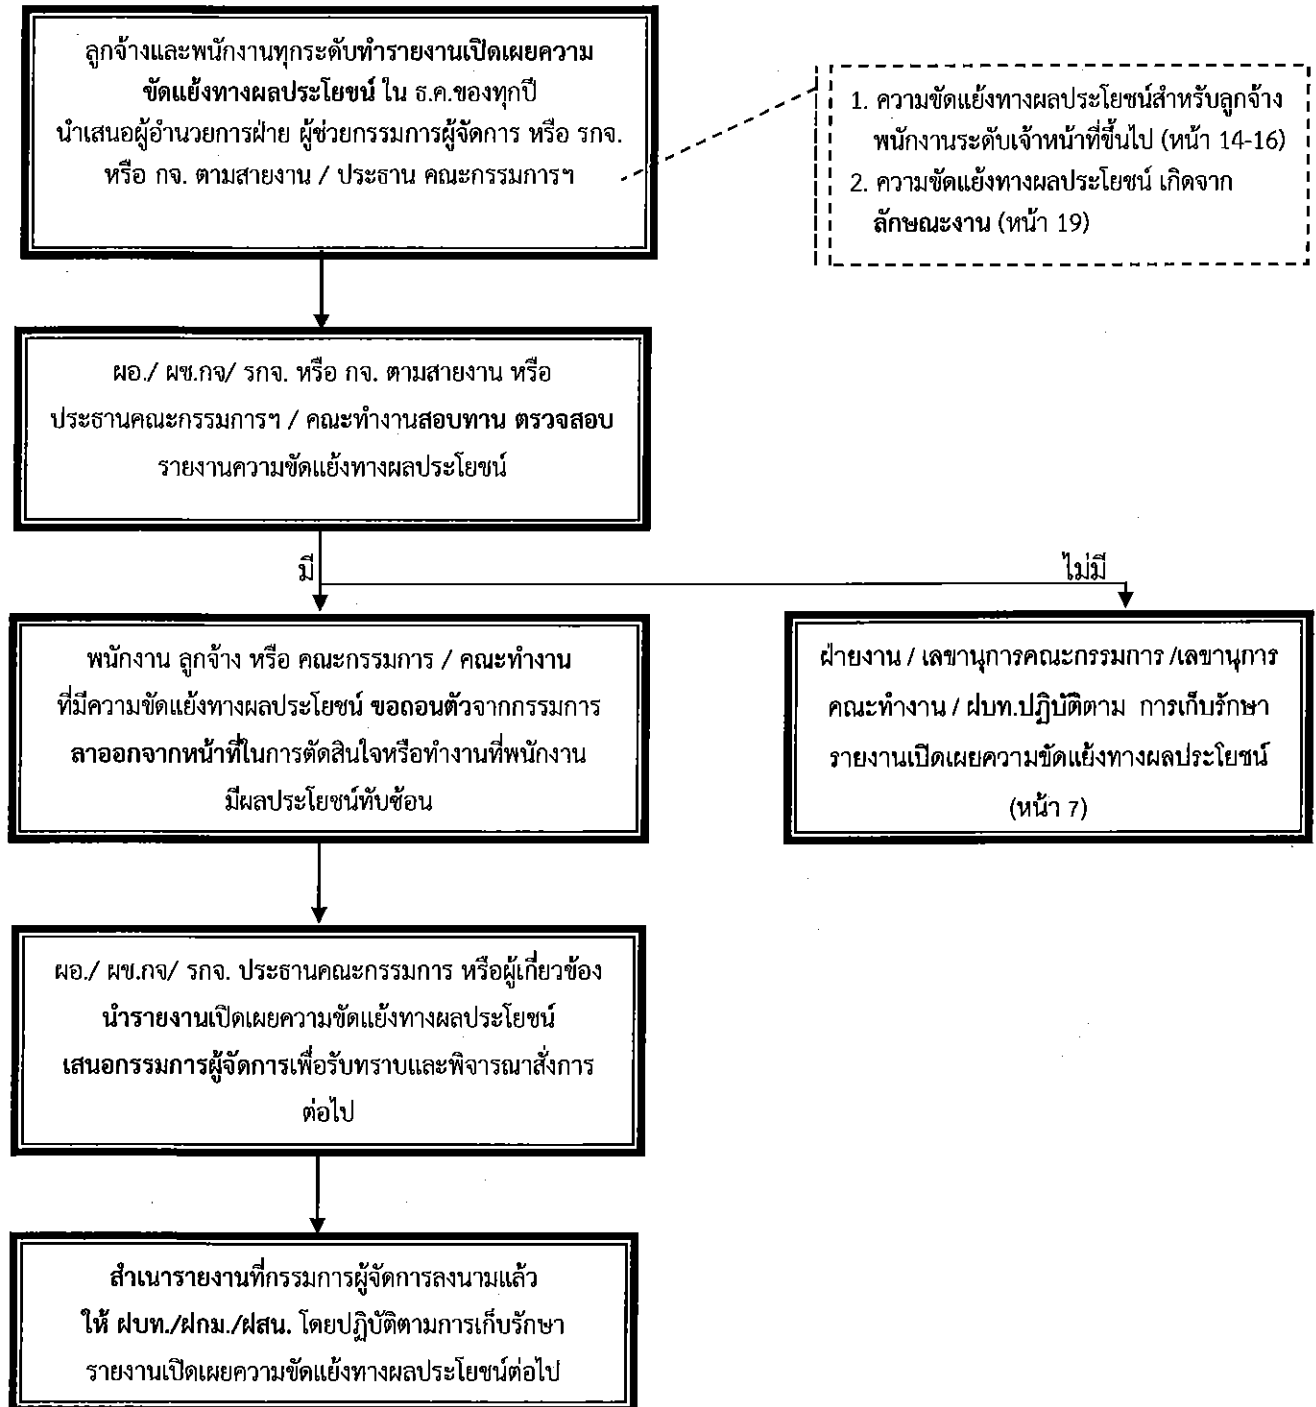 ลูกจ้างและพนักงานทุกระดับทำรายงานเปิดเผยความ
ขัดแย้งทางผลประโยชน์ ใน ธ.ค.ของทุกปี
นำเสนอผู้อำนวยการฝ่าย ผู้ช่วยกรรมการผู้จัดการ หรือ รกจ.
หรือ กจ. ตามสายงาน / ประธาน คณะกรรมการฯ
1. ความขัดแย้งทางผลประโยชน์สำหรับลูกจ้าง
พนักงานระดับเจ้าหน้าที่ขึ้นไป (หน้า 14-16)
2. ความขัดแย้งทางผลประโยชน์ เกิดจาก
ลักษณะงาน (หน้า 19)
ผอ./ ผช.กจ/ รกจ. หรือ กจ. ตามสายงาน หรือ
ประธานคณะกรรมการฯ / คณะทำงานสอบทาน ตรวจสอบ
รายงานความขัดแย้งทางผลประโยชน์
มี
ไม่มี
พนักงาน ลูกจ้าง หรือ คณะกรรมการ / คณะทำงาน
ที่มีความขัดแย้งทางผลประโยชน์ ขอถอนตัวจากกรรมการ
ลาออกจากหน้าที่ในการตัดสินใจหรือทำงานที่พนักงาน
มีผลประโยชน์ทับซ้อน
ฝ่ายงาน / เลขานุการคณะกรรมการ /เลขานุการ
คณะทำงาน / ฝบท.ปฏิบัติตาม การเก็บรักษา
รายงานเปิดเผยความขัดแย้งทางผลประโยชน์
(หน้า 7)
ผอ./ ผช.กจ/ รกจ. ประธานคณะกรรมการ หรือผู้เกี่ยวข้อง
นำรายงานเปิดเผยความขัดแย้งทางผลประโยชน์
เสนอกรรมการผู้จัดการเพื่อรับทราบและพิจารณาสั่งการ
ต่อไป
สำเนารายงานที่กรรมการผู้จัดการลงนามแล้ว
ให้ ฝบท./ฝกม./ฝสน. โดยปฏิบัติตามการเก็บรักษา
รายงานเปิดเผยความขัดแย้งทางผลประโยชน์ต่อไป